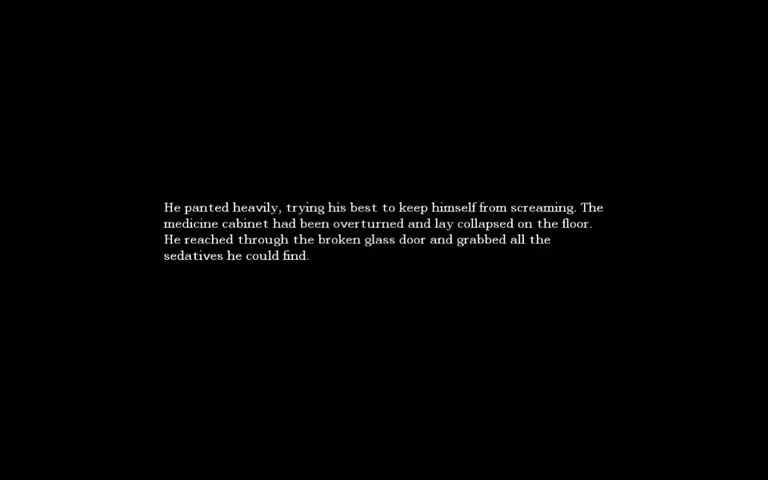 He panted heavily, trying his best to keep himself from screaming. The
medicine cabinet had been overturned and lay collapsed on the floor.
He reached through the broken glass door and grabbed all the
sedatives he could find.